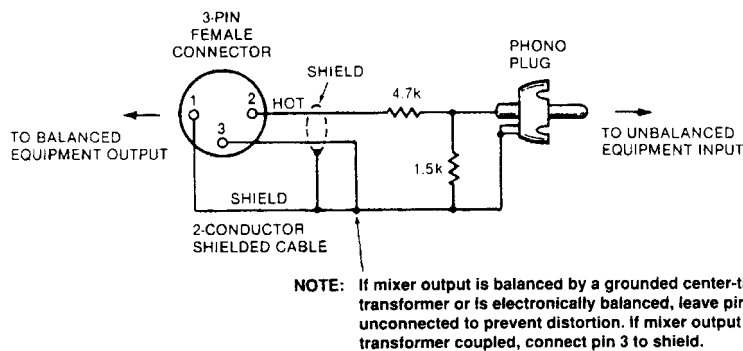 3-PIN
FEMALE
CONNECTOR
PHONO
PLUG
SHIELD
1
2
3
HOT
4.7k
1.5k
TO BALANCED
EQUIPMENT OUTPUT
TO UNBALANCED
EQUIPMENT INPUT
SHIELD
2-CONDUCTOR
SHIELDED CABLE
NOTE: If mixer output is balanced by a grounded center-t
transformer or is electronically balanced, leave pin
unconnected to prevent distortion. If mixer output
transformer coupled, connect pin 3 to shield.